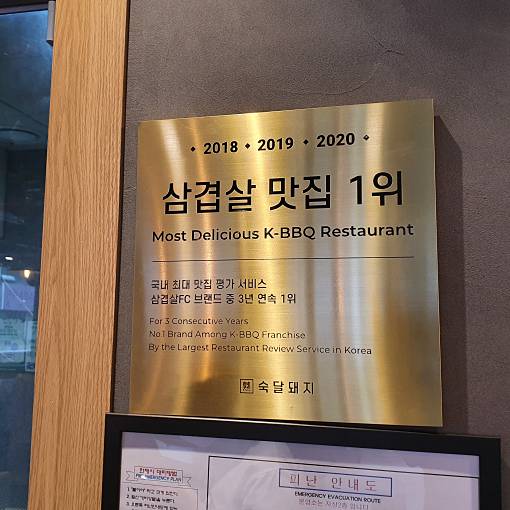 2018 2019 2020
삼겹살 맛집 1위
Most Delicious K-BBQ Restaurant
국내 최대 맛집 평가 서비스
삼겹살FC 브랜드 중 3년 연속 1위
For 3 Consecutive Years
No.1 Brand Among K-BBQ Franchise
By the Largest Restaurant Review Service in Korea
숙달돼지
피난 안내도
EMERGENCY EVACUATION ROUTE